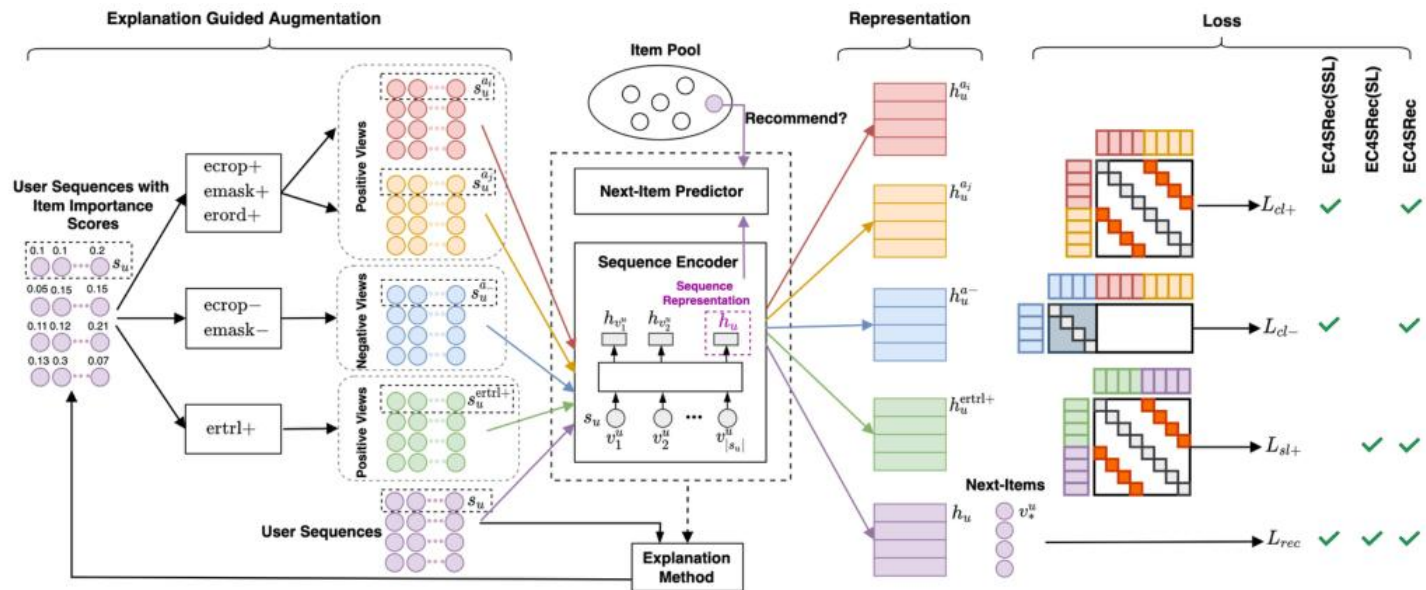 Explanation Guided Augmentation
Representation
Loss
Item Pool
Recommend?
EC4SRec(SSL)
EC4SRec(SL)
EC4SRec
User Sequences with
Item Importance
Scores
0.1 0.1 0.2
s_u
0.05 0.15 0.15
0.11 0.12 0.21
0.13 0.3 0.07
ecrop+
emask+
erord+
ecrop−
emask−
ertrl+
Positive Views
s_u^{a_i}
s_u^{a_j}
Negative Views
s_u^{a−}
Positive Views
s_u^{ertrl+}
s_u
User Sequences
Next-Item Predictor
Sequence Encoder
Sequence
Representation
h_{v_1^u} h_{v_2^u} h_u
s_u
v_1^u v_2^u ••• v_{|s_u|}^u
Explanation
Method
h_u^{a_i}
h_u^{a_j}
h_u^{a−}
h_u^{ertrl+}
h_u
Next-Items
v_*^u
L_{cl+}
L_{cl−}
L_{sl+}
L_{rec}